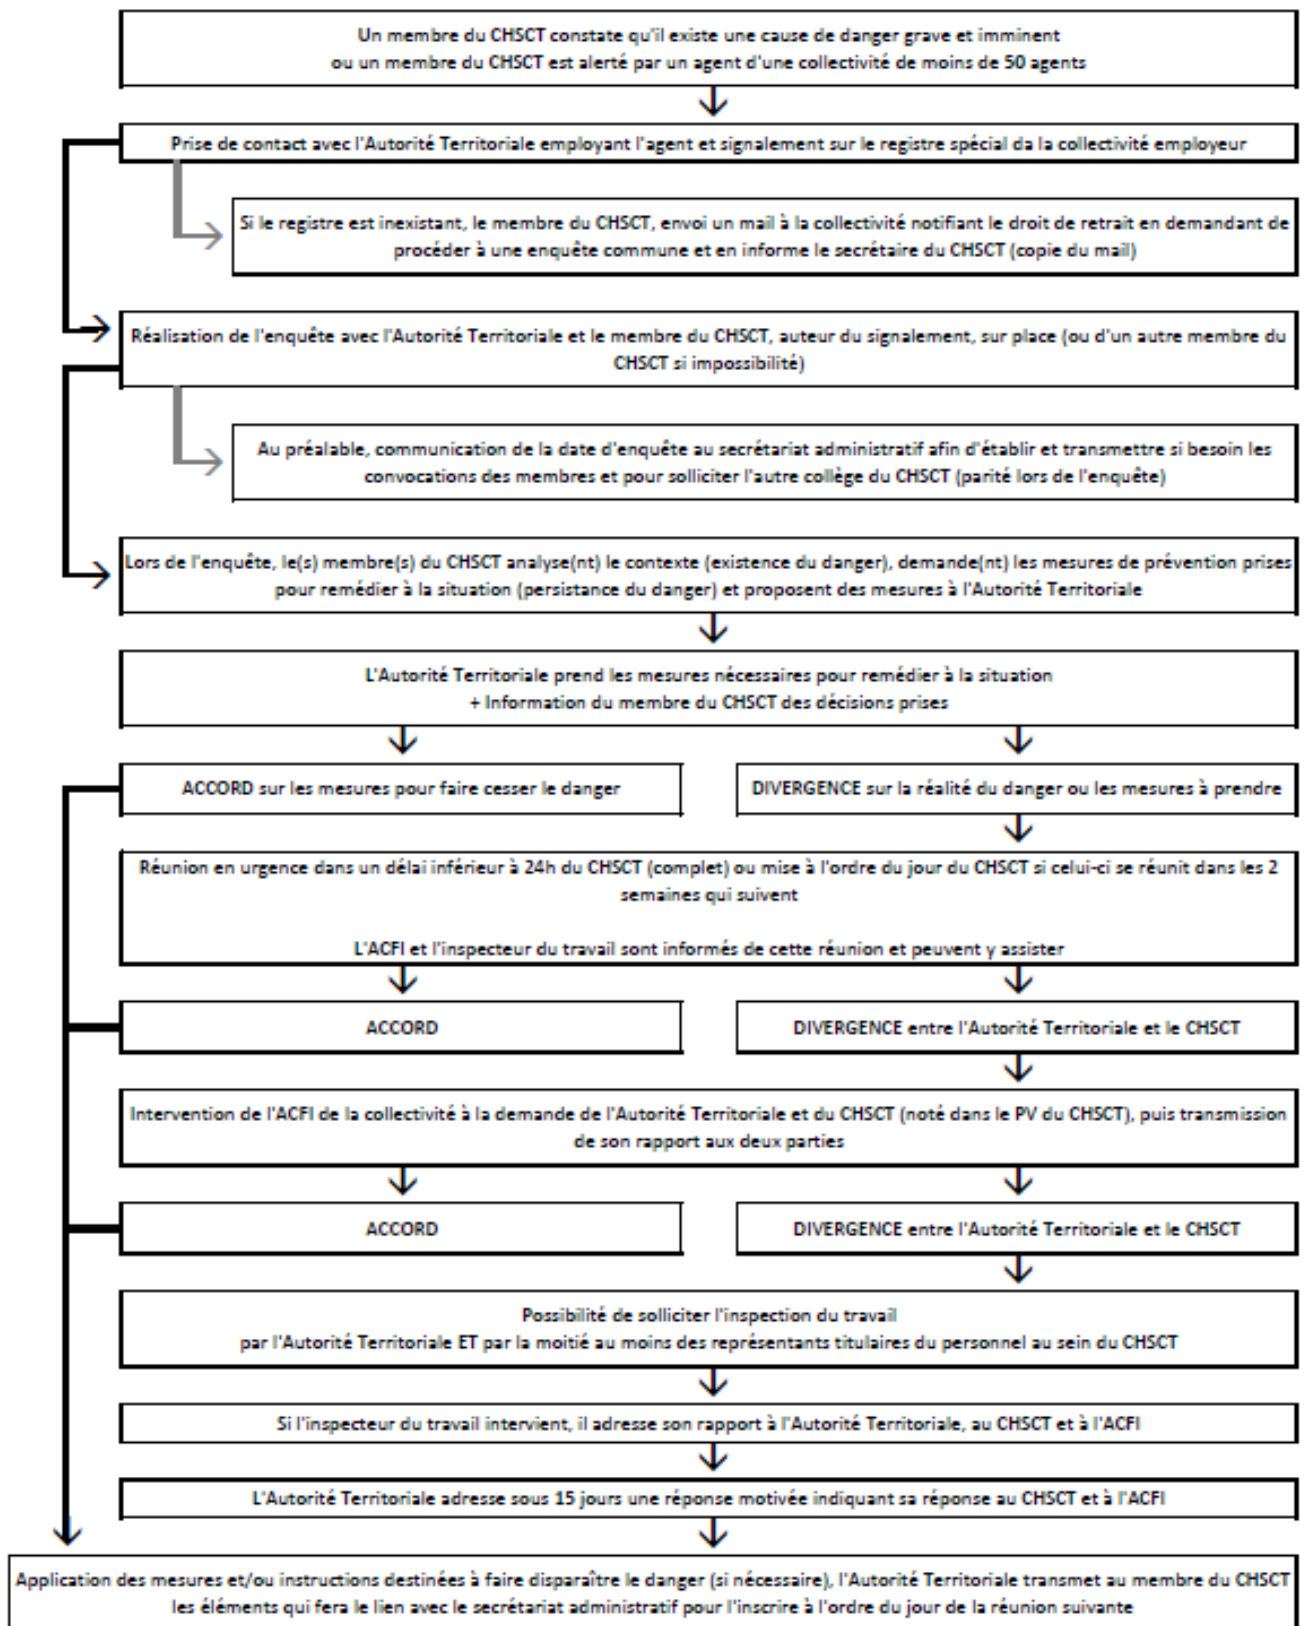 Un membre du CHSCT constate qu'il existe une cause de danger grave et imminent
ou un membre du CHSCT est alerté par un agent d'une collectivité de moins de 50 agents
Prise de contact avec l'Autorité Territoriale employant l'agent et signalement sur le registre spécial da la collectivité employeur
Si le registre est inexistant, le membre du CHSCT, envoi un mail à la collectivité notifiant le droit de retrait en demandant de
procéder à une enquête commune et en informe le secrétaire du CHSCT (copie du mail)
Réalisation de l'enquête avec l'Autorité Territoriale et le membre du CHSCT, auteur du signalement, sur place (ou d'un autre membre du
CHSCT si impossibilité)
Au préalable, communication de la date d'enquête au secrétariat administratif afin d'établir et transmettre si besoin les
convocations des membres et pour solliciter l'autre collège du CHSCT (parité lors de l'enquête)
Lors de l'enquête, le(s) membre(s) du CHSCT analyse(nt) le contexte (existence du danger), demande(nt) les mesures de prévention prises
pour remédier à la situation (persistance du danger) et proposent des mesures à l'Autorité Territoriale
L'Autorité Territoriale prend les mesures nécessaires pour remédier à la situation
+ Information du membre du CHSCT des décisions prises
ACCORD sur les mesures pour faire cesser le danger
DIVERGENCE sur la réalité du danger ou les mesures à prendre
Réunion en urgence dans un délai inférieur à 24h du CHSCT (complet) ou mise à l'ordre du jour du CHSCT si celui-ci se réunit dans les 2
semaines qui suivent
L'ACFI et l'inspecteur du travail sont informés de cette réunion et peuvent y assister
ACCORD
DIVERGENCE entre l'Autorité Territoriale et le CHSCT
Intervention de l'ACFI de la collectivité à la demande de l'Autorité Territoriale et du CHSCT (noté dans le PV du CHSCT), puis transmission
de son rapport aux deux parties
ACCORD
DIVERGENCE entre l'Autorité Territoriale et le CHSCT
Possibilité de solliciter l'inspection du travail
par l'Autorité Territoriale ET par la moitié au moins des représentants titulaires du personnel au sein du CHSCT
Si l'inspecteur du travail intervient, il adresse son rapport à l'Autorité Territoriale, au CHSCT et à l'ACFI
L'Autorité Territoriale adresse sous 15 jours une réponse motivée indiquant sa réponse au CHSCT et à l'ACFI
Application des mesures et/ou instructions destinées à faire disparaître le danger (si nécessaire), l'Autorité Territoriale transmet au membre du CHSCT
les éléments qui fera le lien avec le secrétariat administratif pour l'inscrire à l'ordre du jour de la réunion suivante